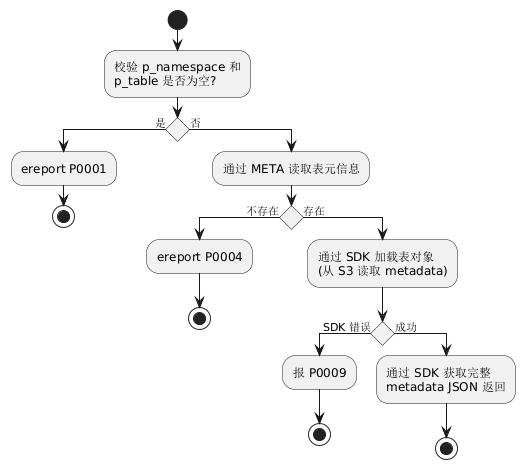 校验 p_namespace 和
p_table 是否为空?
是
否
ereport P0001
通过 META 读取表元信息
不存在
存在
ereport P0004
通过 SDK 加载表对象
(从 S3 读取 metadata)
SDK 错误
成功
报 P0009
通过 SDK 获取完整
metadata JSON 返回